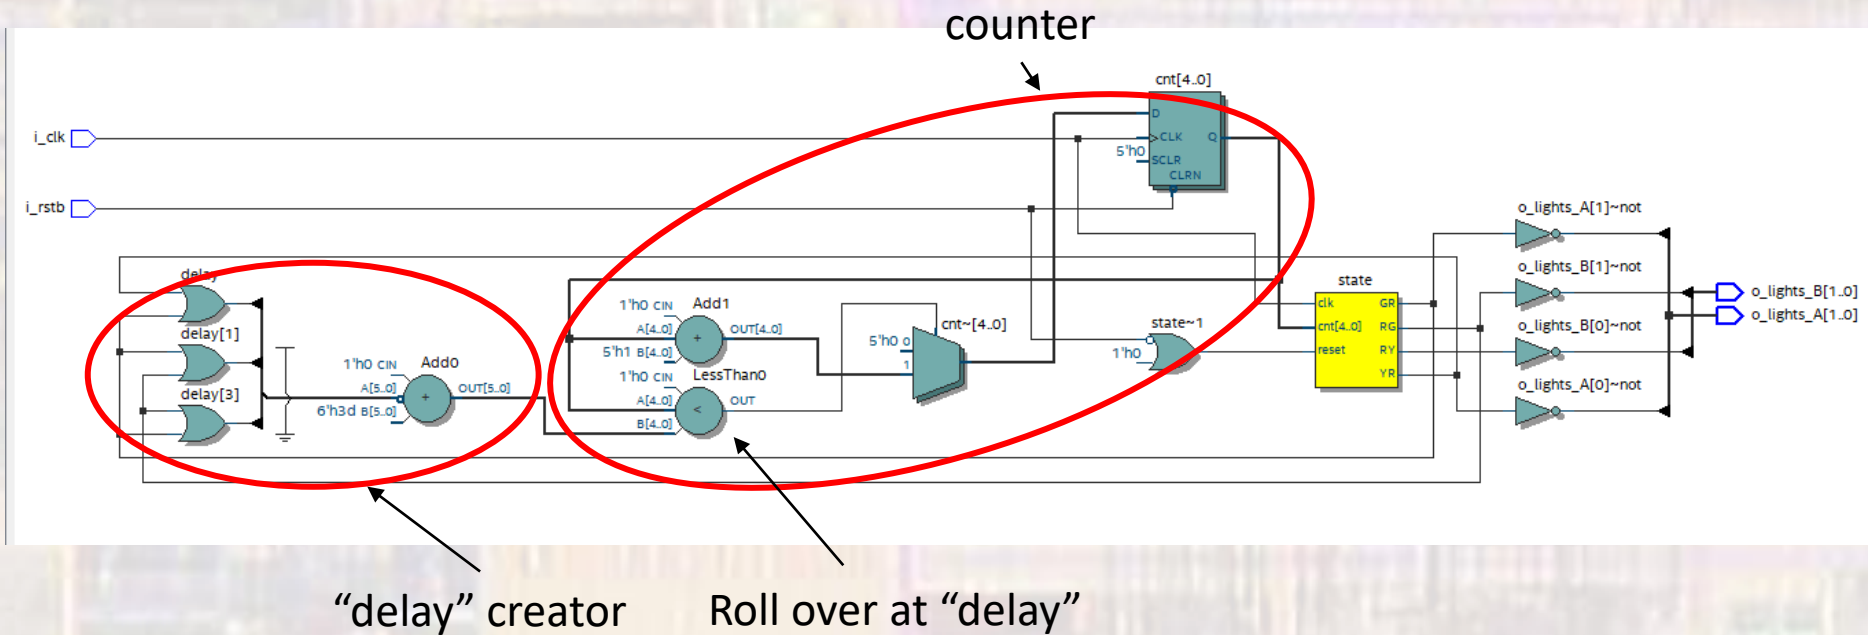 counter
cnt[4..0]
i_clk
D
CLK
Q
5'h0
SCLR
CLRN
i_rstb
o_lights_A[1]~not
delay
o_lights_B[1]~not
state
1'h0 CIN
Add1
clk
GR
o_lights_B[1..0]
A[4..0]
+
OUT[4..0]
cnt~[4..0]
state~1
cnt[4..0]
RG
o_lights_B[0]~not
o_lights_A[1..0]
delay[1]
5'h1 B[4..0]
5'h0 0
1'h0
reset
RY
1'h0 CIN
Add0
1'h0 CIN
LessThan0
1
YR
o_lights_A[0]~not
delay[3]
A[5..0]
+
OUT[5..0]
A[4..0]
<
OUT
6'h3d B[5..0]
B[4..0]
“delay” creator
Roll over at “delay”